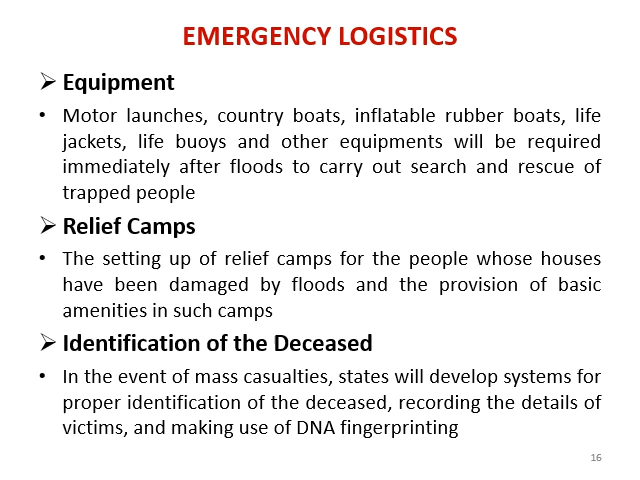 EMERGENCY LOGISTICS
➢ Equipment
• Motor launches, country boats, inflatable rubber boats, life
jackets, life buoys and other equipments will be required
immediately after floods to carry out search and rescue of
trapped people
➢ Relief Camps
• The setting up of relief camps for the people whose houses
have been damaged by floods and the provision of basic
amenities in such camps
➢ Identification of the Deceased
• In the event of mass casualties, states will develop systems for
proper identification of the deceased, recording the details of
victims, and making use of DNA fingerprinting
16